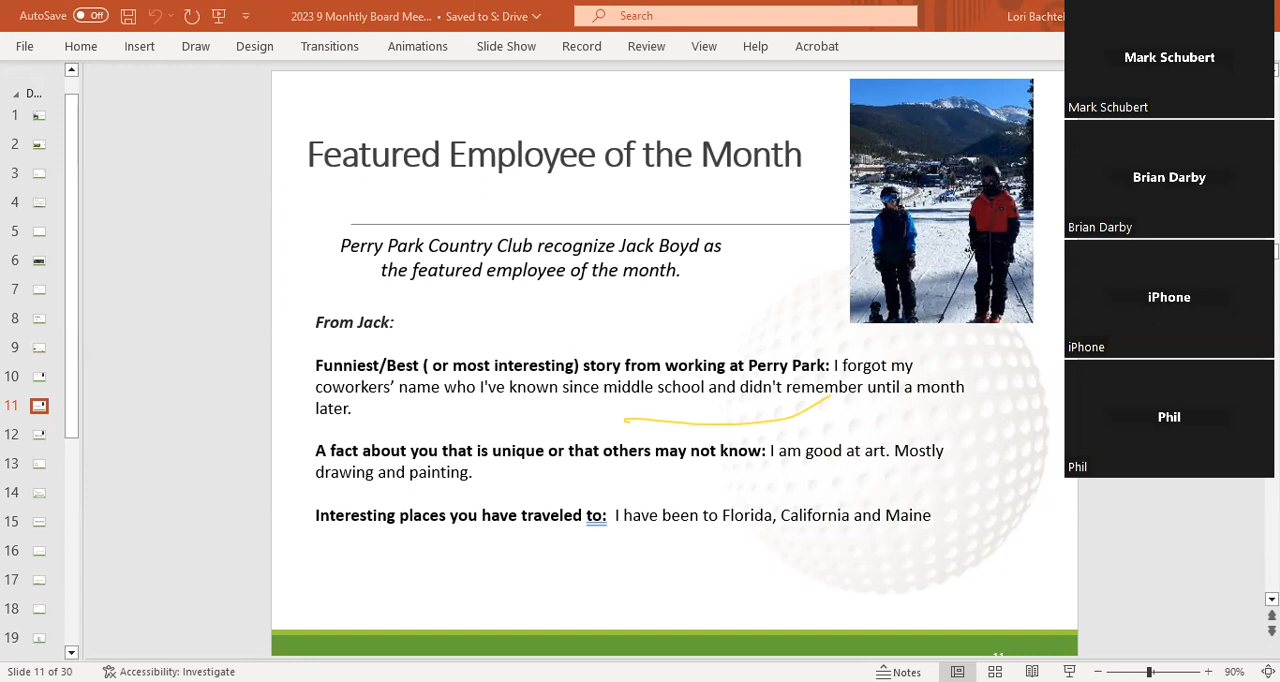 AutoSave Off 2023 9 Monhtly Board Mee... • Saved to S: Drive Search Lori Bachtel
File Home Insert Draw Design Transitions Animations Slide Show Record Review View Help Acrobat
D...
1
2
3
4
5
6
7
8
9
10
11
12
13
14
15
16
17
18
19
Featured Employee of the Month
Perry Park Country Club recognize Jack Boyd as
the featured employee of the month.
From Jack:
Funniest/Best ( or most interesting) story from working at Perry Park: I forgot my
coworkers’ name who I've known since middle school and didn't remember until a month
later.
A fact about you that is unique or that others may not know: I am good at art. Mostly
drawing and painting.
Interesting places you have traveled to: I have been to Florida, California and Maine
11
Mark Schubert
Mark Schubert
Brian Darby
Brian Darby
iPhone
iPhone
Phil
Phil
Slide 11 of 30 Accessibility: Investigate Notes 90%